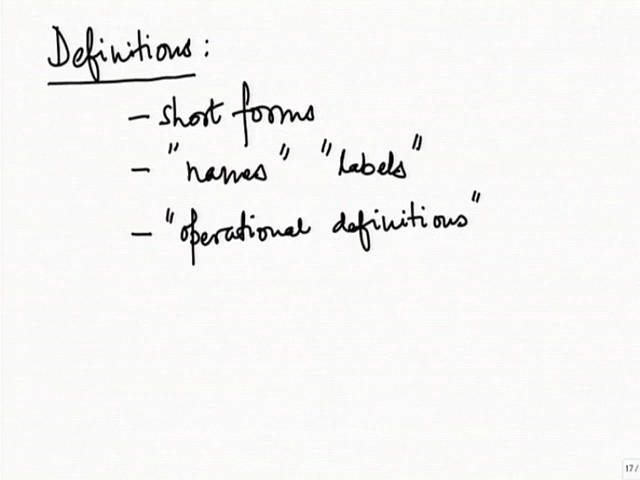 Definitions:
- short forms
- "names" "labels"
- "operational definitions"
17/